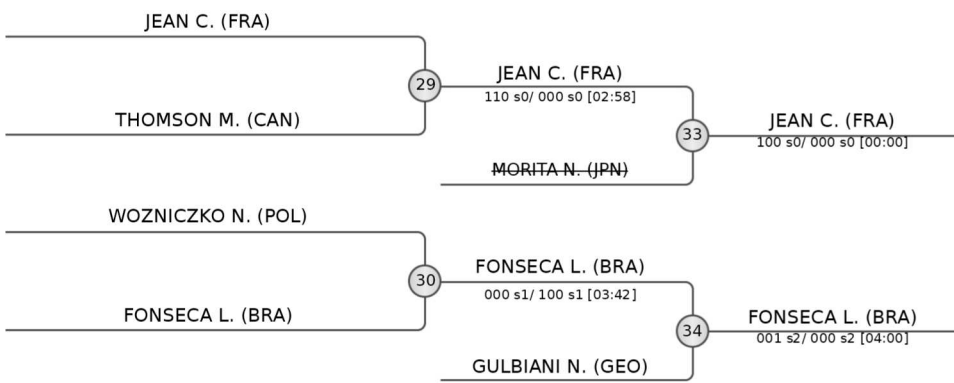 JEAN C. (FRA)
THOMSON M. (CAN)
29
JEAN C. (FRA)
110 s0/ 000 s0 [02:58]
MORITA N. (JPN)
33
JEAN C. (FRA)
100 s0/ 000 s0 [00:00]
WOZNICZKO N. (POL)
FONSECA L. (BRA)
30
FONSECA L. (BRA)
000 s1/ 100 s1 [03:42]
GULBIANI N. (GEO)
34
FONSECA L. (BRA)
001 s2/ 000 s2 [04:00]